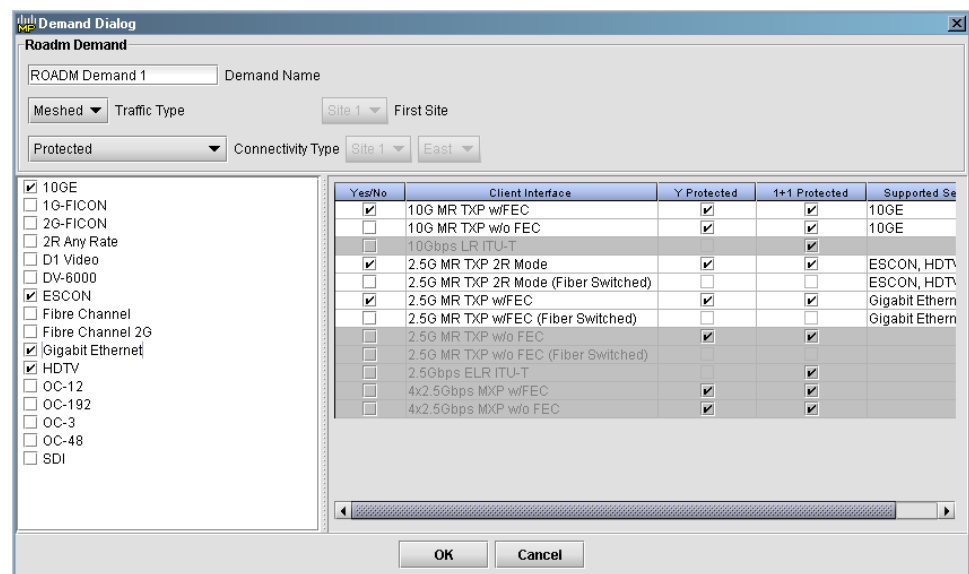 MP Demand Dialog
Roadm Demand
ROADM Demand 1 Demand Name
Meshed Traffic Type Site 1 First Site
Protected Connectivity Type Site 1 East
10GE
1G-FICON
2G-FICON
2R Any Rate
D1 Video
DV-6000
ESCON
Fibre Channel
Fibre Channel 2G
Gigabit Ethernet
HDTV
OC-12
OC-192
OC-3
OC-48
SDI
Yes/No Client Interface Y Protected 1+1 Protected Supported Se
10G MR TXP w/FEC 10GE
10G MR TXP w/o FEC 10GE
10Gbps LR ITU-T
2.5G MR TXP 2R Mode ESCON, HDTV
2.5G MR TXP 2R Mode (Fiber Switched) ESCON, HDTV
2.5G MR TXP w/FEC Gigabit Ethern
2.5G MR TXP w/FEC (Fiber Switched) Gigabit Ethern
2.5G MR TXP w/o FEC
2.5G MR TXP w/o FEC (Fiber Switched)
2.5Gbps ELR ITU-T
4x2.5Gbps MXP w/FEC
4x2.5Gbps MXP w/o FEC
OK Cancel